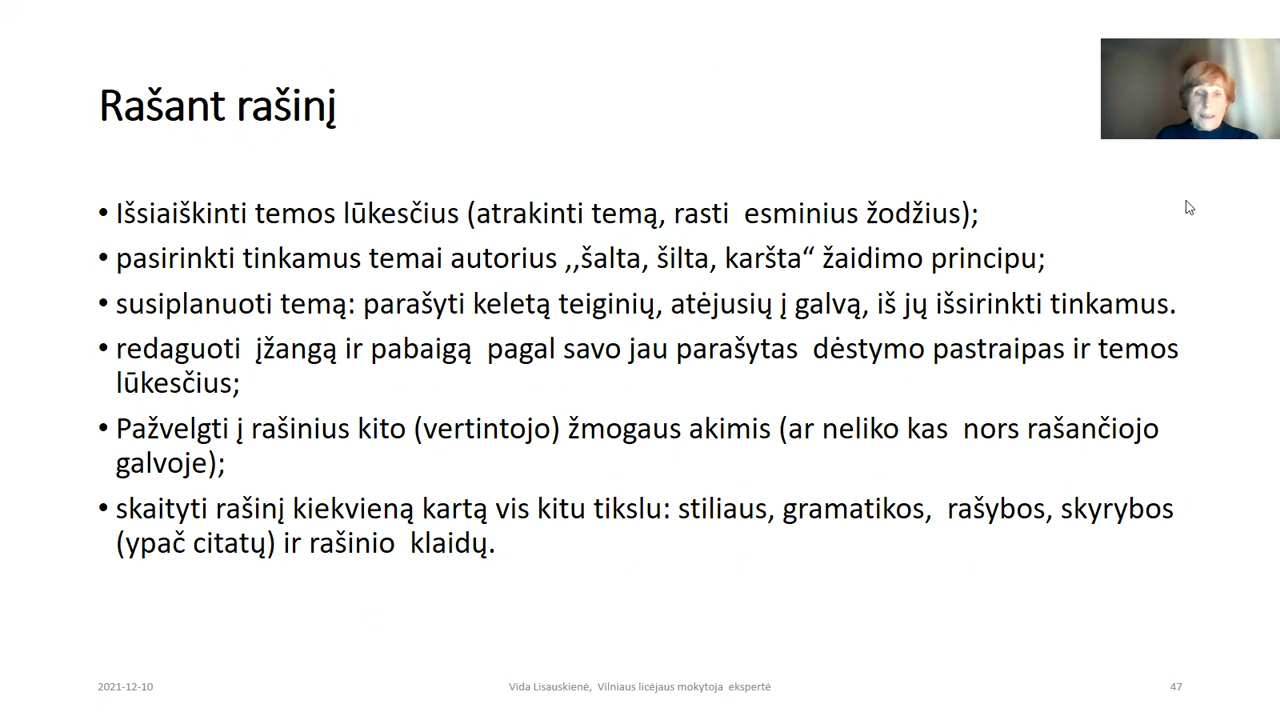 Rašant rašinį
• Išsiaiškinti temos lūkesčius (atrakinti temą, rasti  esminius žodžius);
• pasirinkti tinkamus temai autorius ,,šalta, šilta, karšta“ žaidimo principu;
• susiplanuoti temą: parašyti keletą teiginių, atėjusių į galvą, iš jų išsirinkti tinkamus.
• redaguoti  įžangą ir pabaigą  pagal savo jau parašytas  dėstymo pastraipas ir temos
lūkesčius;
• Pažvelgti į rašinius kito (vertintojo) žmogaus akimis (ar neliko kas  nors rašančiojo
galvoje);
• skaityti rašinį kiekvieną kartą vis kitu tikslu: stiliaus, gramatikos,  rašybos, skyrybos
(ypač citatų) ir rašinio  klaidų.
2021-12-10
Vida Lisauskienė,  Vilniaus licėjaus mokytoja  ekspertė
47